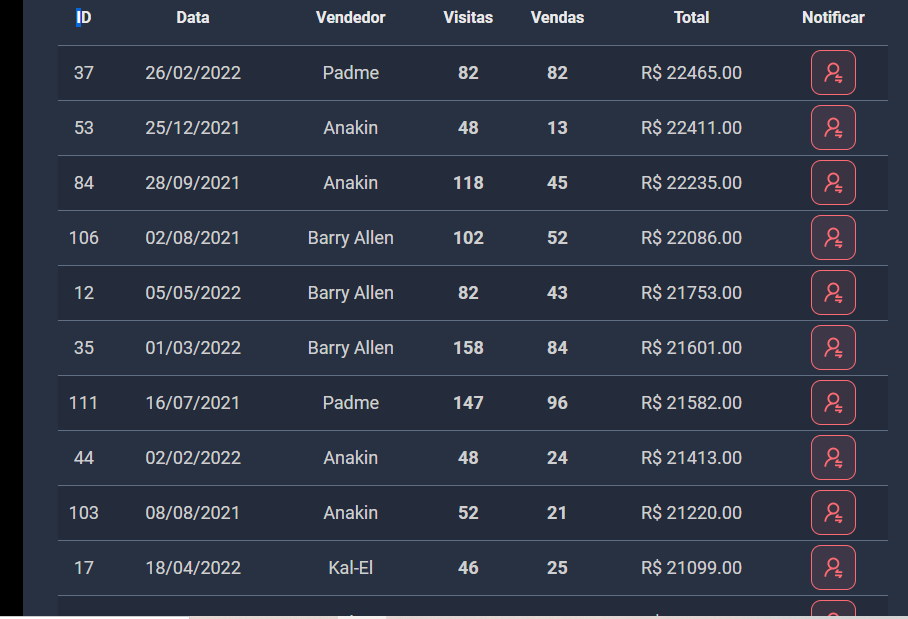 ID Data Vendedor Visitas Vendas Total Notificar
37 26/02/2022 Padme 82 82 R$ 22465.00
53 25/12/2021 Anakin 48 13 R$ 22411.00
84 28/09/2021 Anakin 118 45 R$ 22235.00
106 02/08/2021 Barry Allen 102 52 R$ 22086.00
12 05/05/2022 Barry Allen 82 43 R$ 21753.00
35 01/03/2022 Barry Allen 158 84 R$ 21601.00
111 16/07/2021 Padme 147 96 R$ 21582.00
44 02/02/2022 Anakin 48 24 R$ 21413.00
103 08/08/2021 Anakin 52 21 R$ 21220.00
17 18/04/2022 Kal-El 46 25 R$ 21099.00